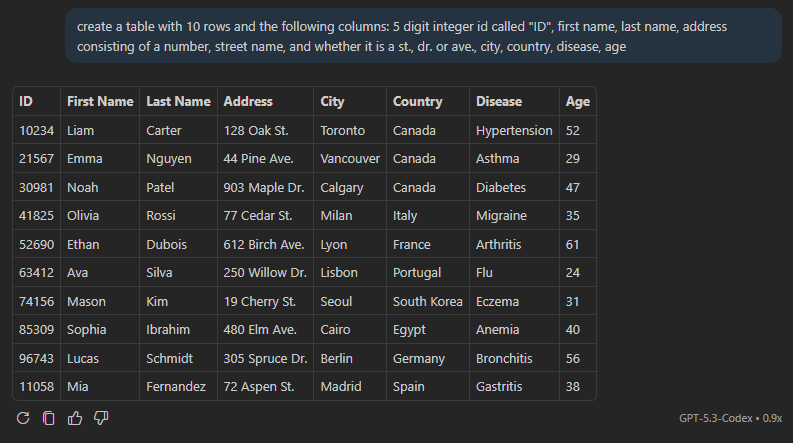 create a table with 10 rows and the following columns: 5 digit integer id called "ID", first name, last name, address
consisting of a number, street name, and whether it is a st., dr. or ave., city, country, disease, age
ID First Name Last Name Address City Country Disease Age
10234 Liam Carter 128 Oak St. Toronto Canada Hypertension 52
21567 Emma Nguyen 44 Pine Ave. Vancouver Canada Asthma 29
30981 Noah Patel 903 Maple Dr. Calgary Canada Diabetes 47
41825 Olivia Rossi 77 Cedar St. Milan Italy Migraine 35
52690 Ethan Dubois 612 Birch Ave. Lyon France Arthritis 61
63412 Ava Silva 250 Willow Dr. Lisbon Portugal Flu 24
74156 Mason Kim 19 Cherry St. Seoul South Korea Eczema 31
85309 Sophia Ibrahim 480 Elm Ave. Cairo Egypt Anemia 40
96743 Lucas Schmidt 305 Spruce Dr. Berlin Germany Bronchitis 56
11058 Mia Fernandez 72 Aspen St. Madrid Spain Gastritis 38
GPT-5.3-Codex • 0.9x